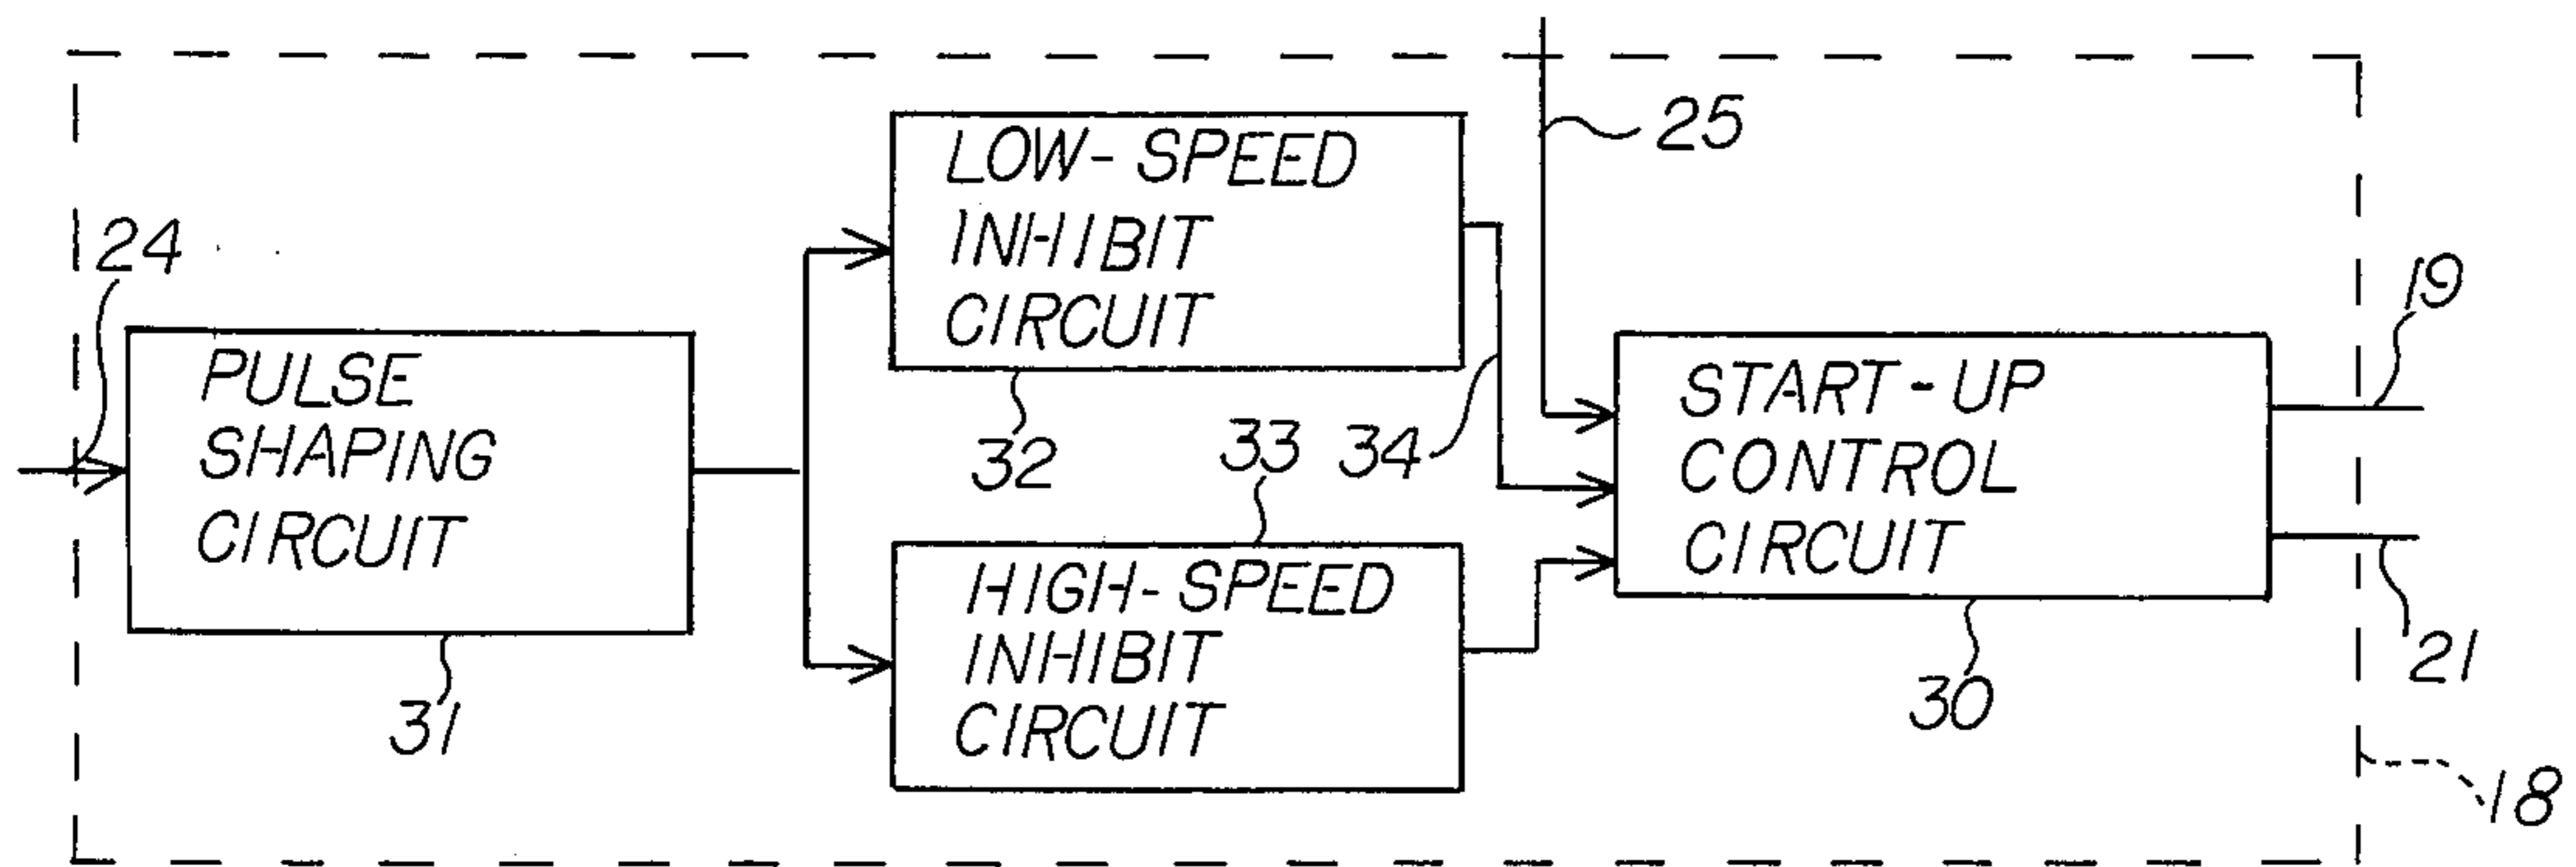 24
PULSE
SHAPING
CIRCUIT
31
LOW-SPEED
INHIBIT
CIRCUIT
32
33
HIGH-SPEED
INHIBIT
CIRCUIT
34
25
START-UP
CONTROL
CIRCUIT
30
19
21
18